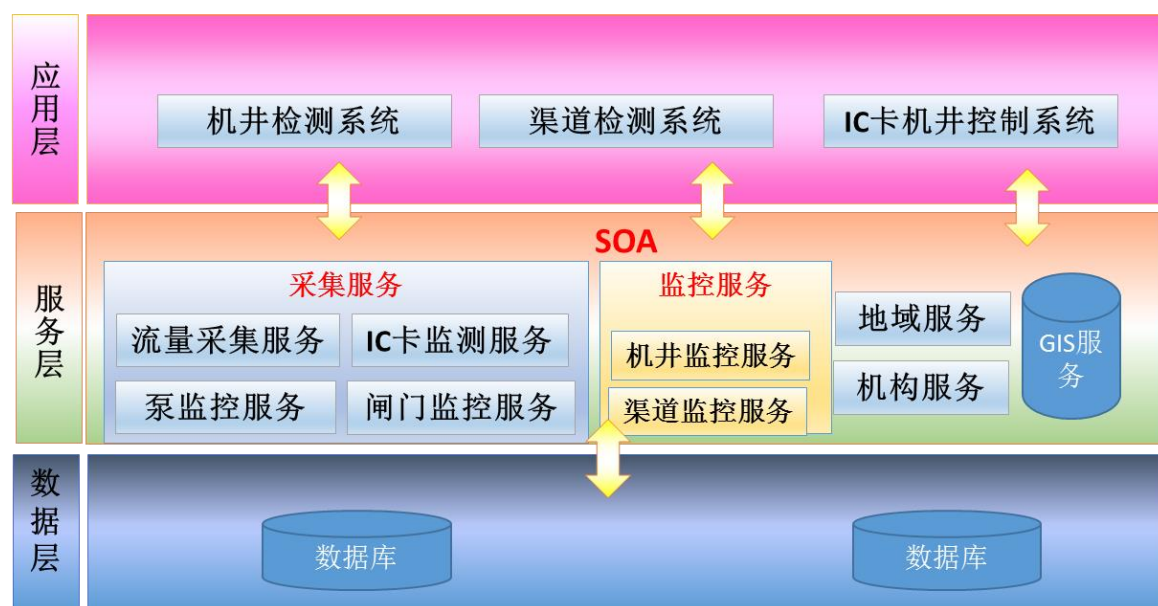 应用层
机井检测系统
渠道检测系统
IC卡机井控制系统
服务层
SOA
采集服务
流量采集服务
IC卡监测服务
泵监控服务
闸门监控服务
监控服务
机井监控服务
渠道监控服务
地域服务
机构服务
GIS服
务
数据层
数据库
数据库